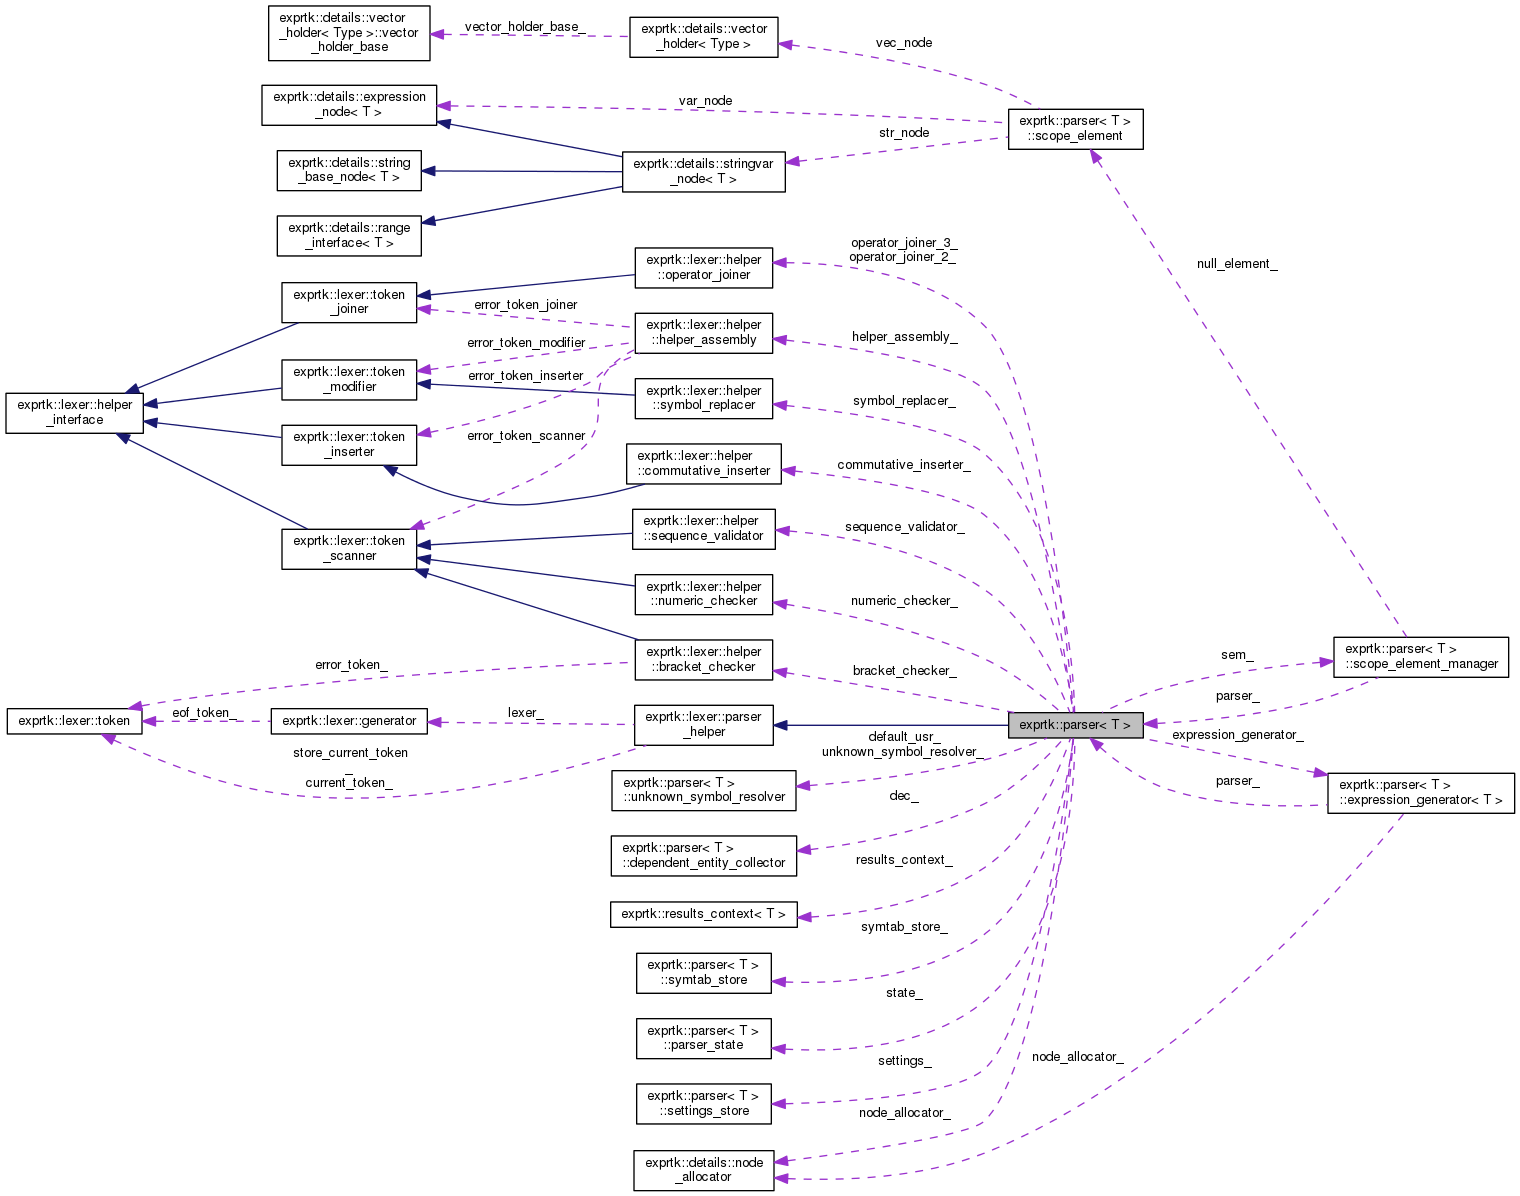 exprtk::details::vector
_holder< Type >::vector
_holder_base
vector_holder_base_
exprtk::details::vector
_holder< Type >
vec_node
exprtk::details::expression
_node< T >
var_node
exprtk::parser< T >
::scope_element
str_node
exprtk::details::string
_base_node< T >
exprtk::details::stringvar
_node< T >
exprtk::details::range
_interface< T >
operator_joiner_3_
operator_joiner_2_
exprtk::lexer::helper
::operator_joiner
null_element_
exprtk::lexer::token
_joiner
error_token_joiner
exprtk::lexer::helper
::helper_assembly
helper_assembly_
error_token_modifier
exprtk::lexer::token
_modifier
error_token_inserter
exprtk::lexer::helper
::symbol_replacer
symbol_replacer_
exprtk::lexer::helper
_interface
exprtk::lexer::token
_inserter
error_token_scanner
exprtk::lexer::helper
::commutative_inserter
commutative_inserter_
exprtk::lexer::token
_scanner
exprtk::lexer::helper
::sequence_validator
sequence_validator_
exprtk::lexer::helper
::numeric_checker
numeric_checker_
error_token_
exprtk::lexer::helper
::bracket_checker
bracket_checker_
sem_
exprtk::parser< T >
::scope_element_manager
parser_
exprtk::lexer::token
eof_token_
exprtk::lexer::generator
lexer_
exprtk::lexer::parser
_helper
exprtk::parser< T >
store_current_token
_
current_token_
default_usr_
unknown_symbol_resolver_
expression_generator_
exprtk::parser< T >
::unknown_symbol_resolver
parser_
exprtk::parser< T >
::expression_generator< T >
dec_
exprtk::parser< T >
::dependent_entity_collector
results_context_
exprtk::results_context< T >
symtab_store_
exprtk::parser< T >
::symtab_store
state_
exprtk::parser< T >
::parser_state
settings_
node_allocator_
exprtk::parser< T >
::settings_store
node_allocator_
exprtk::details::node
_allocator